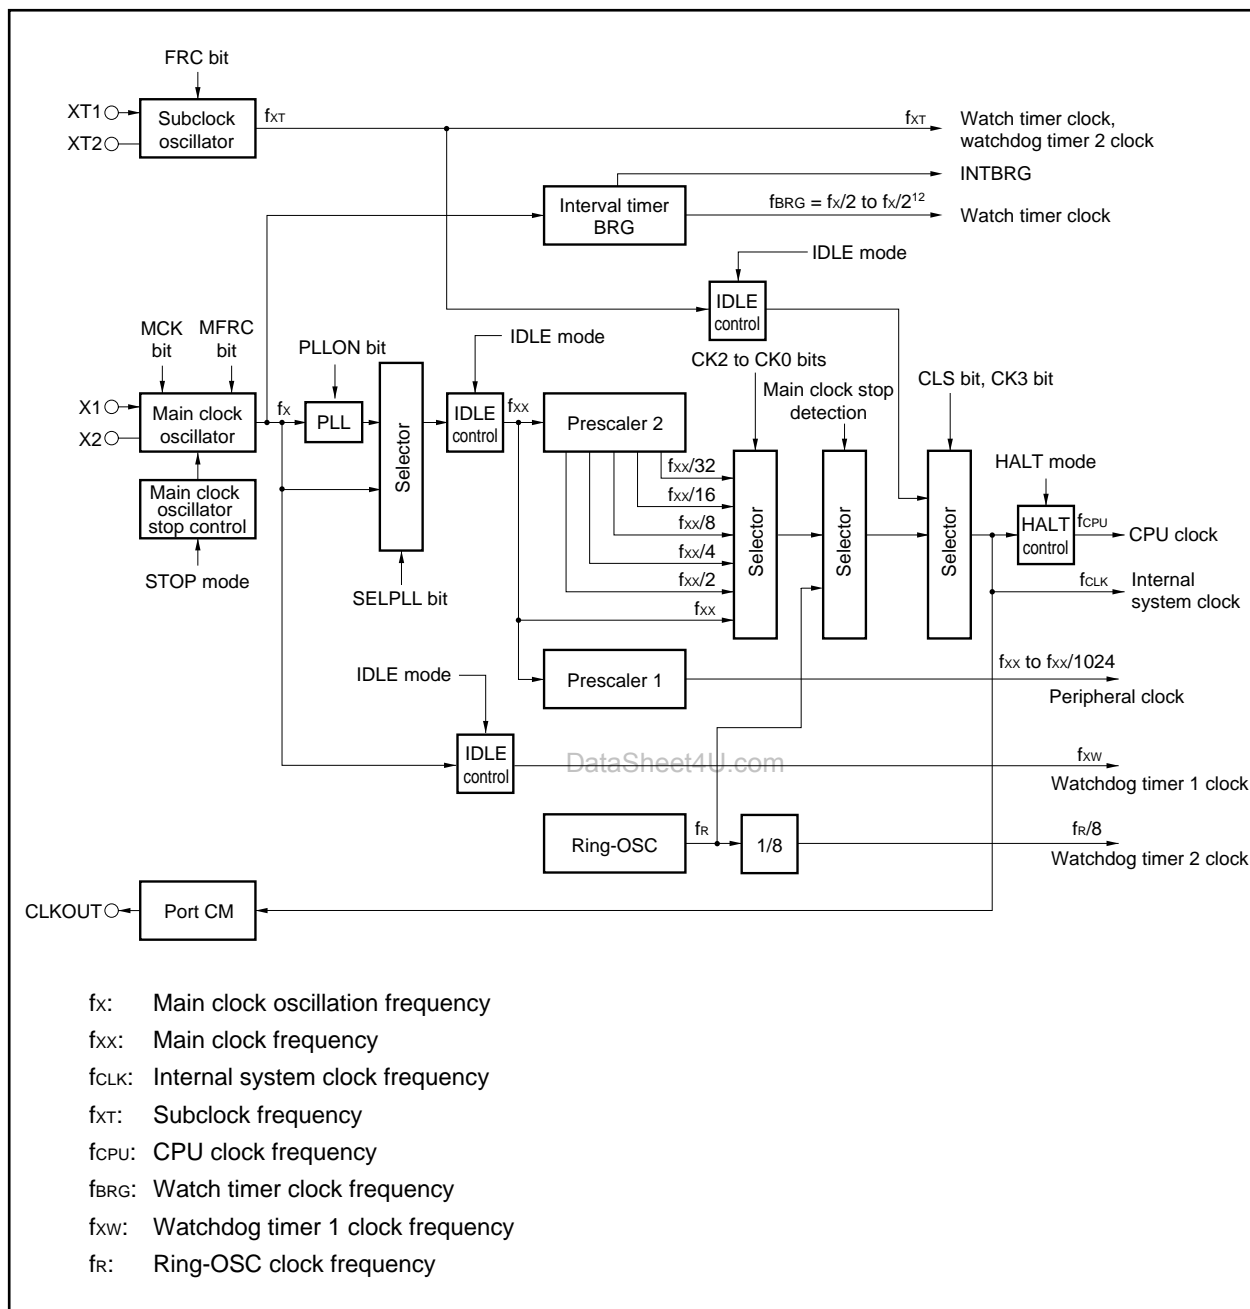 FRC bit
XT1
XT2
Subclock
oscillator
fXT
fXT
Watch timer clock,
watchdog timer 2 clock
INTBRG
Interval timer
BRG
fBRG = fX/2 to fX/2¹²
Watch timer clock
IDLE mode
IDLE
control
MCK
bit
MFRC
bit
PLLON bit
IDLE mode
CK2 to CK0 bits
Main clock stop
detection
CLS bit, CK3 bit
X1
X2
Main clock
oscillator
fX
PLL
Selector
IDLE
control
fXX
Prescaler 2
fXX/32
fXX/16
fXX/8
fXX/4
fXX/2
fXX
Selector
Selector
Selector
HALT mode
HALT
control
fCPU
CPU clock
fCLK
Internal
system clock
Main clock
oscillator
stop control
STOP mode
SELPLL bit
IDLE mode
Prescaler 1
fXX to fXX/1024
Peripheral clock
IDLE
control
DataSheet4U.com
fXW
Watchdog timer 1 clock
Ring-OSC
fR
1/8
fR/8
Watchdog timer 2 clock
CLKOUT
Port CM
fX: Main clock oscillation frequency
fXX: Main clock frequency
fCLK: Internal system clock frequency
fXT: Subclock frequency
fCPU: CPU clock frequency
fBRG: Watch timer clock frequency
fXW: Watchdog timer 1 clock frequency
fR: Ring-OSC clock frequency